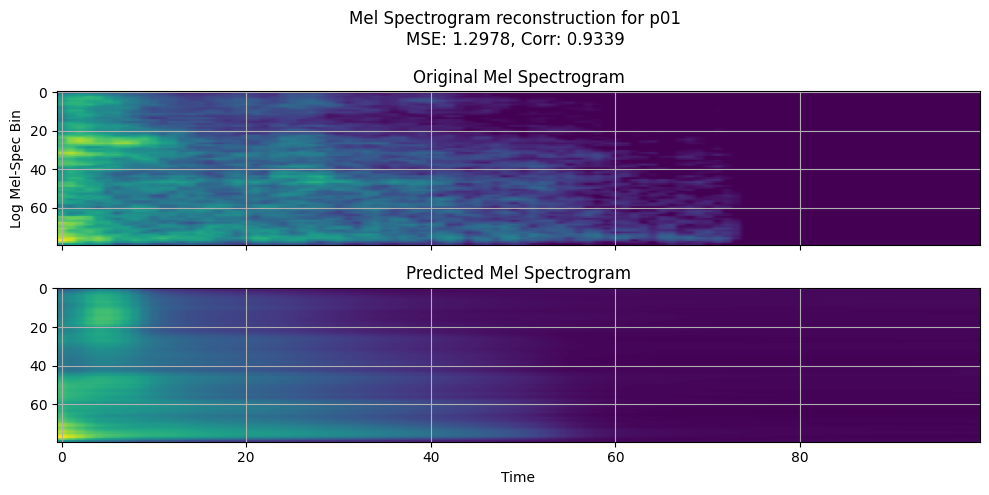 Mel Spectrogram reconstruction for p01
MSE: 1.2978, Corr: 0.9339
Original Mel Spectrogram
0
20
40
60
Log Mel-Spec Bin
Predicted Mel Spectrogram
0
20
40
60
0 20 40 60 80
Time